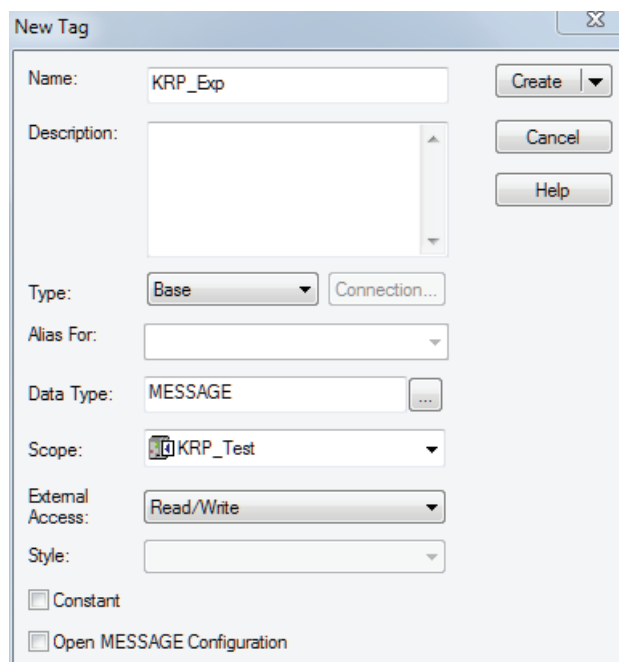 New Tag
Name:
KRP_Exp
Create
Description:
Cancel
Help
Type:
Base
Connection...
Alias For:
Data Type:
MESSAGE
...
Scope:
KRP_Test
External
Access:
Read/Write
Style:
Constant
Open MESSAGE Configuration